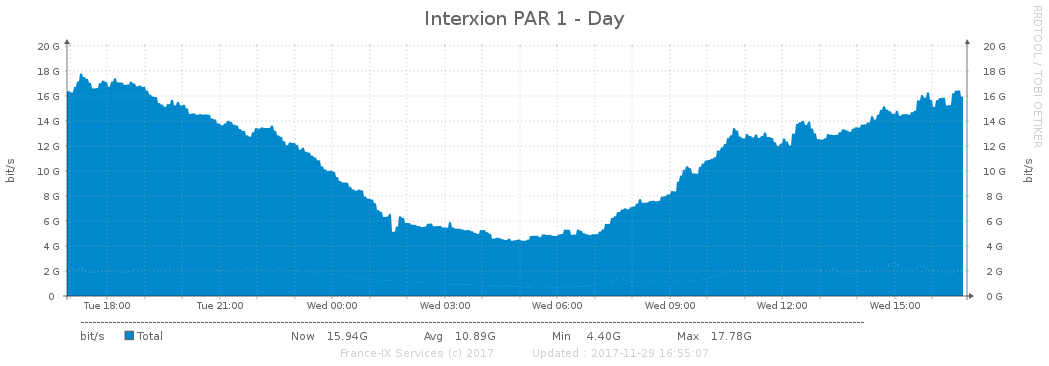 Interxion PAR 1 - Day
RRDTOOL / TOBI OETIKER
20 G 20 G
18 G 18 G
16 G 16 G
14 G 14 G
12 G 12 G
10 G 10 G
8 G 8 G
6 G 6 G
4 G 4 G
2 G 2 G
0 0 G
bit/s
bit/s
Tue 18:00 Tue 21:00 Wed 00:00 Wed 03:00 Wed 06:00 Wed 09:00 Wed 12:00 Wed 15:00
bit/s Total Now 15.94G Avg 10.89G Min 4.40G Max 17.78G
France-IX Services (c) 2017 Updated : 2017-11-29 16:55:07